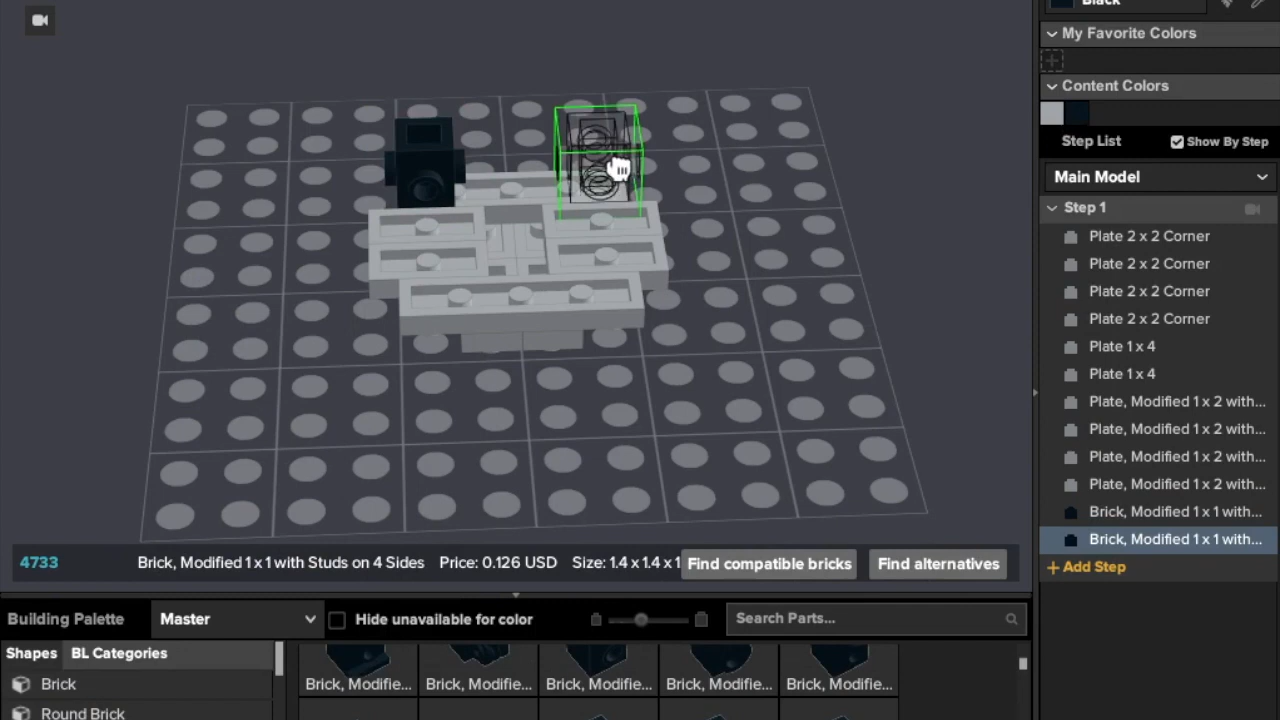 Black
My Favorite Colors
Content Colors
Step List
Show By Step
Main Model
Step 1
Plate 2 x 2 Corner
Plate 2 x 2 Corner
Plate 2 x 2 Corner
Plate 2 x 2 Corner
Plate 1 x 4
Plate 1 x 4
Plate, Modified 1 x 2 with...
Plate, Modified 1 x 2 with...
Plate, Modified 1 x 2 with...
Plate, Modified 1 x 2 with...
Brick, Modified 1 x 1 with...
Brick, Modified 1 x 1 with...
+ Add Step
4733 Brick, Modified 1 x 1 with Studs on 4 Sides Price: 0.126 USD Size: 1.4 x 1.4 x 1 Find compatible bricks Find alternatives
Building Palette Master Hide unavailable for color Search Parts...
Shapes BL Categories
Brick
Round Brick
Brick, Modifie... Brick, Modifie... Brick, Modifie... Brick, Modifie... Brick, Modifie...